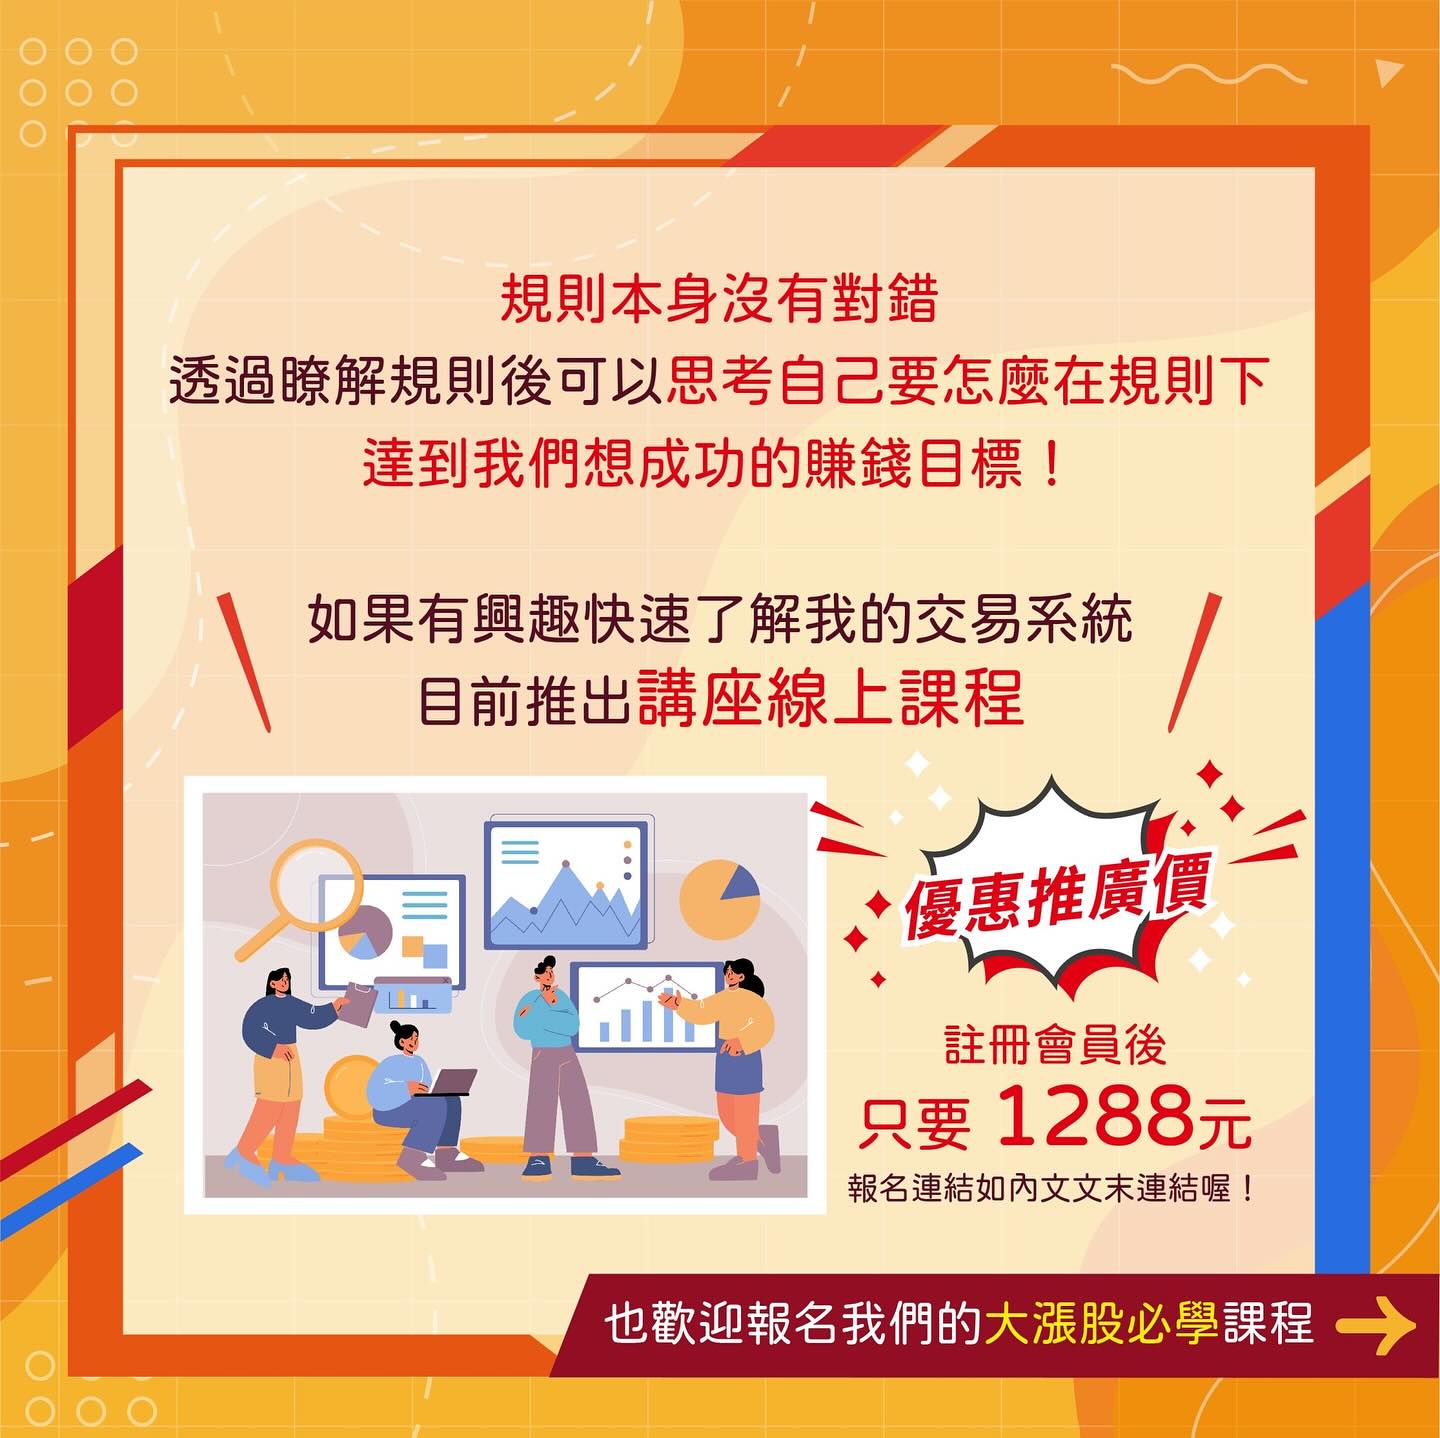 規則本身沒有對錯
透過瞭解規則後可以思考自己要怎麼在規則下
達到我們想成功的賺錢目標！
如果有興趣快速了解我的交易系統
目前推出講座線上課程
優惠推廣價
註冊會員後
只要 1288元
報名連結如內文文末連結喔！
也歡迎報名我們的大漲股必學課程